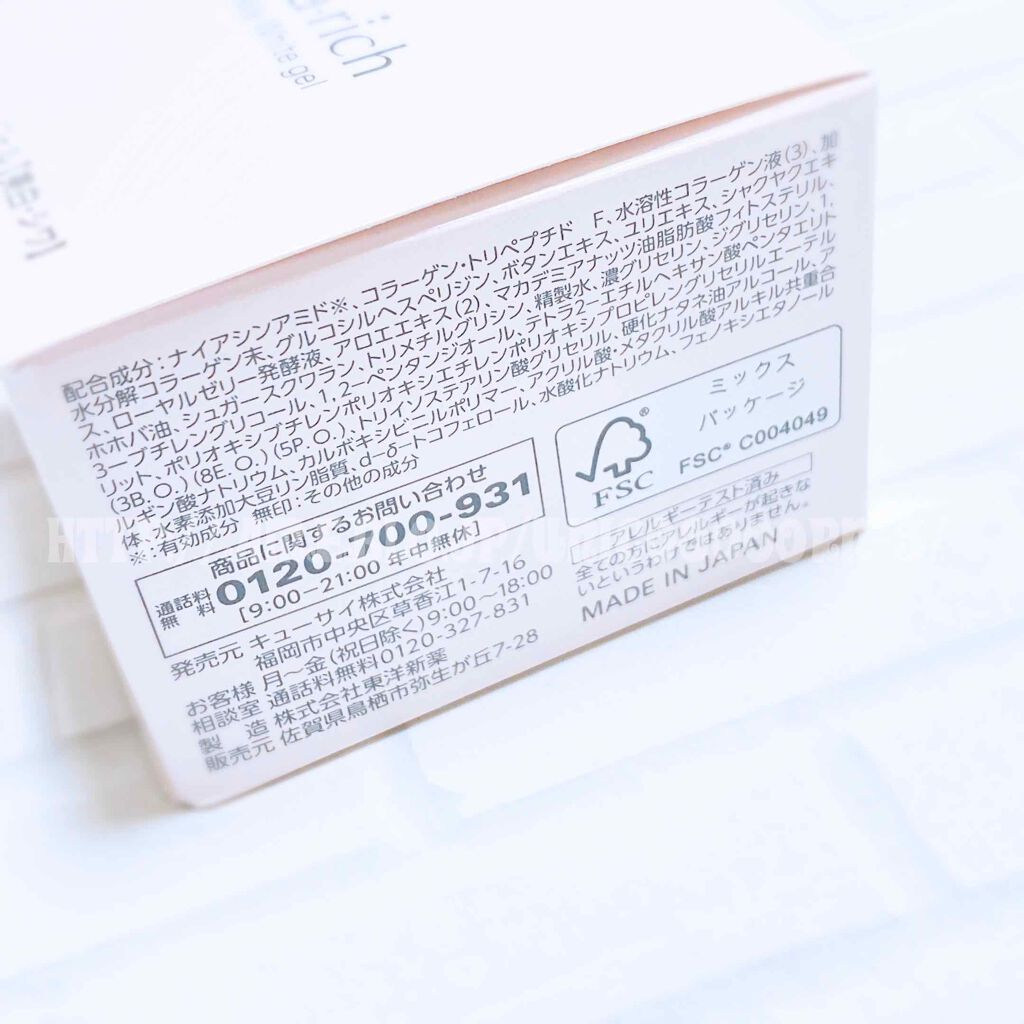 rich
gel
配合成分：ナイアシンアミド※、コラーゲン・トリペプチド F、水溶性コラーゲン液(3)、加
水分解コラーゲン末、グルコシルヘスペリジン、ボタンエキス、ユリエキス、シャクヤクエキ
ス、ローヤルゼリー発酵液、アロエエキス(2)、マカデミアナッツ油脂肪酸フィトステリル、
ホホバ油、シュガースクワラン、トリメチルグリシン、精製水、濃グリセリン、ジグリセリン、1,
3-ブチレングリコール、1,2-ペンタンジオール、テトラ2-エチルヘキサン酸ペンタエリト
リット、ポリオキシブチレンポリオキシエチレンポリオキシプロピレングリセリルエーテル
(3B.O.)(8E.O.)(5P.O.)、トリイソステアリン酸グリセリル、硬化ナタネ油アルコール、ア
ルギン酸ナトリウム、カルボキシビニルポリマー、アクリル酸・メタクリル酸アルキル共重合
体、水素添加大豆リン脂質、d-δ-トコフェロール、水酸化ナトリウム、フェノキシエタノール
※：有効成分 無印：その他の成分
商品に関するお問い合わせ
通話料無料 0120-700-931
[9:00-21:00 年中無休]
発売元 キューサイ株式会社
福岡市中央区草香江1-7-16
お客様相談室 月～金(祝日除く)9:00～18:00
通話料無料0120-327-831
製造販売元 株式会社東洋新薬
佐賀県鳥栖市弥生が丘7-28
FSC®
ミックス
パッケージ
FSC® C004049
アレルギーテスト済み
全ての方にアレルギーが起きな
いというわけではありません。
MADE IN JAPAN